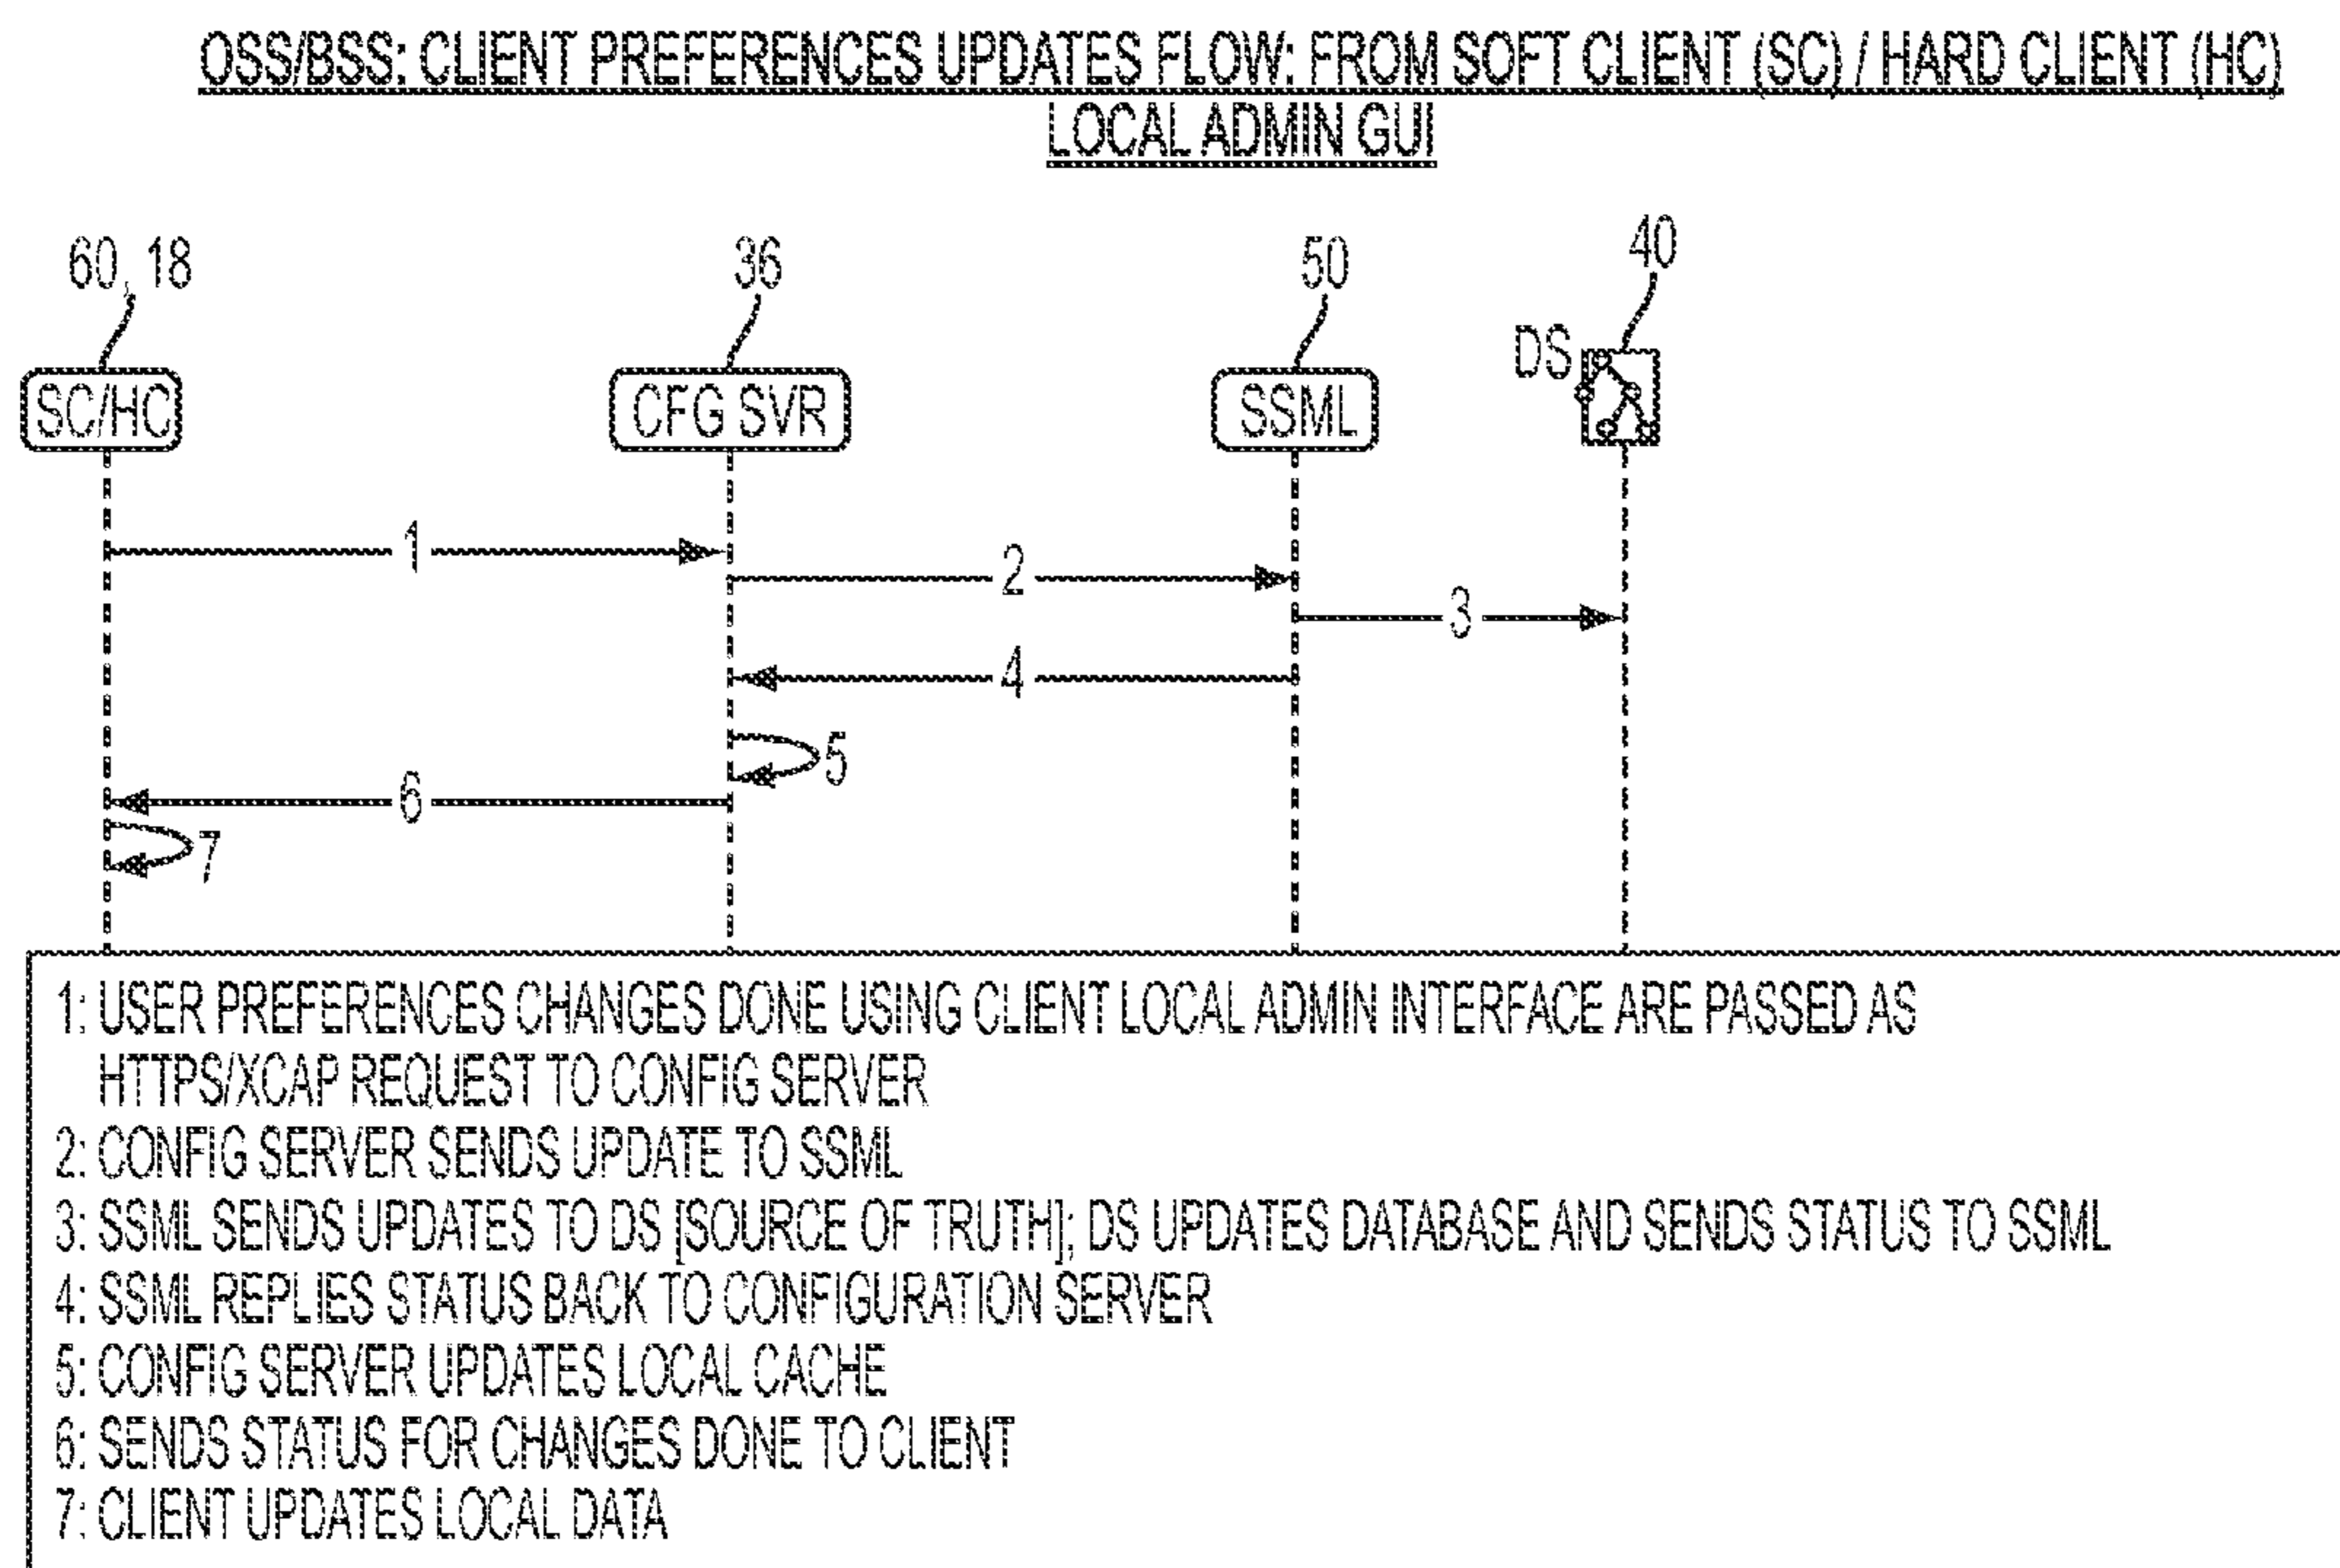 OSS/BSS: CLIENT PREFERENCES UPDATES FLOW: FROM SOFT CLIENT (SC) / HARD CLIENT (HC)
LOCAL ADMIN GUI
60, 18
36
50
40
SC/HC
CFG SVR
SSML
DS
1
2
3
4
5
6
7
1: USER PREFERENCES CHANGES DONE USING CLIENT LOCAL ADMIN INTERFACE ARE PASSED AS
HTTPS/XCAP REQUEST TO CONFIG SERVER
2: CONFIG SERVER SENDS UPDATE TO SSML
3: SSML SENDS UPDATES TO DS [SOURCE OF TRUTH]; DS UPDATES DATABASE AND SENDS STATUS TO SSML
4: SSML REPLIES STATUS BACK TO CONFIGURATION SERVER
5: CONFIG SERVER UPDATES LOCAL CACHE
6: SENDS STATUS FOR CHANGES DONE TO CLIENT
7: CLIENT UPDATES LOCAL DATA